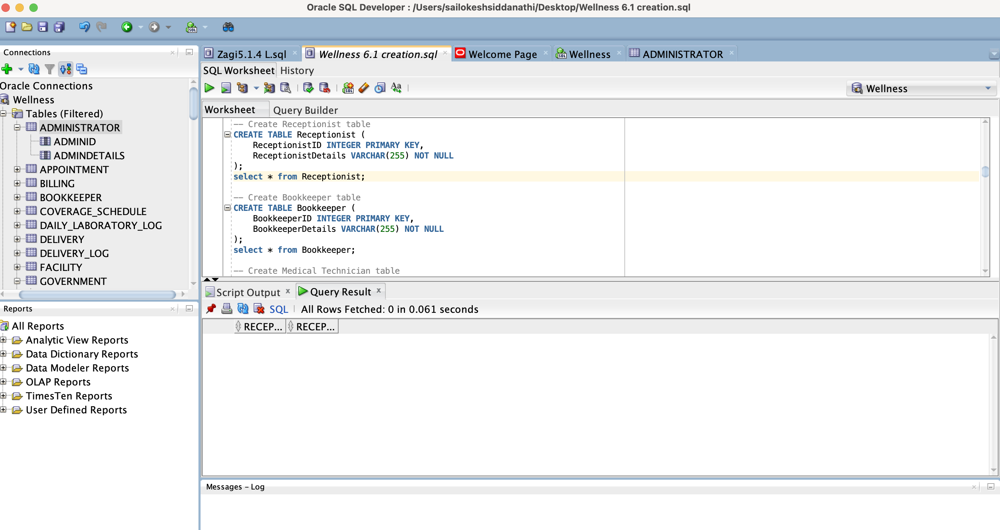 Oracle SQL Developer : /Users/sailokeshsiddanathi/Desktop/Wellness 6.1 creation.sql
Connections
Oracle Connections
Wellness
Tables (Filtered)
ADMINISTRATOR
ADMINID
ADMINDETAILS
APPOINTMENT
BILLING
BOOKKEEPER
COVERAGE_SCHEDULE
DAILY_LABORATORY_LOG
DELIVERY
DELIVERY_LOG
FACILITY
GOVERNMENT
Reports
All Reports
Analytic View Reports
Data Dictionary Reports
Data Modeler Reports
OLAP Reports
TimesTen Reports
User Defined Reports
Zagi5.1.4 L.sql Wellness 6.1 creation.sql Welcome Page Wellness ADMINISTRATOR
SQL Worksheet History
Wellness
Worksheet Query Builder
-- Create Receptionist table
CREATE TABLE Receptionist (
ReceptionistID INTEGER PRIMARY KEY,
ReceptionistDetails VARCHAR(255) NOT NULL
);
select * from Receptionist;
-- Create Bookkeeper table
CREATE TABLE Bookkeeper (
BookkeeperID INTEGER PRIMARY KEY,
BookkeeperDetails VARCHAR(255) NOT NULL
);
select * from Bookkeeper;
-- Create Medical Technician table
Script Output Query Result
SQL All Rows Fetched: 0 in 0.061 seconds
RECEP... RECEP...
Messages - Log